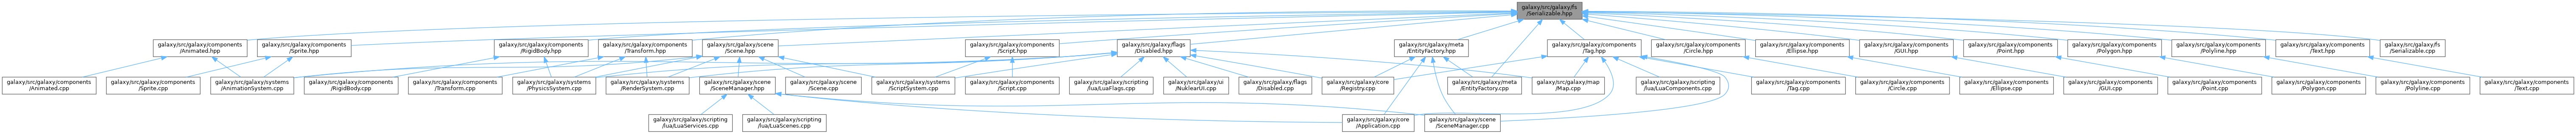 galaxy/src/galaxy/fs
/Serializable.hpp
galaxy/src/galaxy/components
/Animated.hpp
galaxy/src/galaxy/components
/Sprite.hpp
galaxy/src/galaxy/components
/RigidBody.hpp
galaxy/src/galaxy/components
/Transform.hpp
galaxy/src/galaxy/scene
/Scene.hpp
galaxy/src/galaxy/components
/Script.hpp
galaxy/src/galaxy/flags
/Disabled.hpp
galaxy/src/galaxy/meta
/EntityFactory.hpp
galaxy/src/galaxy/components
/Tag.hpp
galaxy/src/galaxy/components
/Circle.hpp
galaxy/src/galaxy/components
/Ellipse.hpp
galaxy/src/galaxy/components
/GUI.hpp
galaxy/src/galaxy/components
/Point.hpp
galaxy/src/galaxy/components
/Polygon.hpp
galaxy/src/galaxy/components
/Polyline.hpp
galaxy/src/galaxy/components
/Text.hpp
galaxy/src/galaxy/fs
/Serializable.cpp
galaxy/src/galaxy/components
/Animated.cpp
galaxy/src/galaxy/components
/Sprite.cpp
galaxy/src/galaxy/systems
/AnimationSystem.cpp
galaxy/src/galaxy/components
/RigidBody.cpp
galaxy/src/galaxy/components
/Transform.cpp
galaxy/src/galaxy/systems
/PhysicsSystem.cpp
galaxy/src/galaxy/systems
/RenderSystem.cpp
galaxy/src/galaxy/scene
/SceneManager.hpp
galaxy/src/galaxy/scene
/Scene.cpp
galaxy/src/galaxy/systems
/ScriptSystem.cpp
galaxy/src/galaxy/components
/Script.cpp
galaxy/src/galaxy/scripting
/lua/LuaFlags.cpp
galaxy/src/galaxy/ui
/NuklearUI.cpp
galaxy/src/galaxy/flags
/Disabled.cpp
galaxy/src/galaxy/core
/Registry.cpp
galaxy/src/galaxy/meta
/EntityFactory.cpp
galaxy/src/galaxy/map
/Map.cpp
galaxy/src/galaxy/scripting
/lua/LuaComponents.cpp
galaxy/src/galaxy/components
/Tag.cpp
galaxy/src/galaxy/components
/Circle.cpp
galaxy/src/galaxy/components
/Ellipse.cpp
galaxy/src/galaxy/components
/GUI.cpp
galaxy/src/galaxy/components
/Point.cpp
galaxy/src/galaxy/components
/Polygon.cpp
galaxy/src/galaxy/components
/Polyline.cpp
galaxy/src/galaxy/components
/Text.cpp
galaxy/src/galaxy/scripting
/lua/LuaServices.cpp
galaxy/src/galaxy/scripting
/lua/LuaScenes.cpp
galaxy/src/galaxy/core
/Application.cpp
galaxy/src/galaxy/scene
/SceneManager.cpp